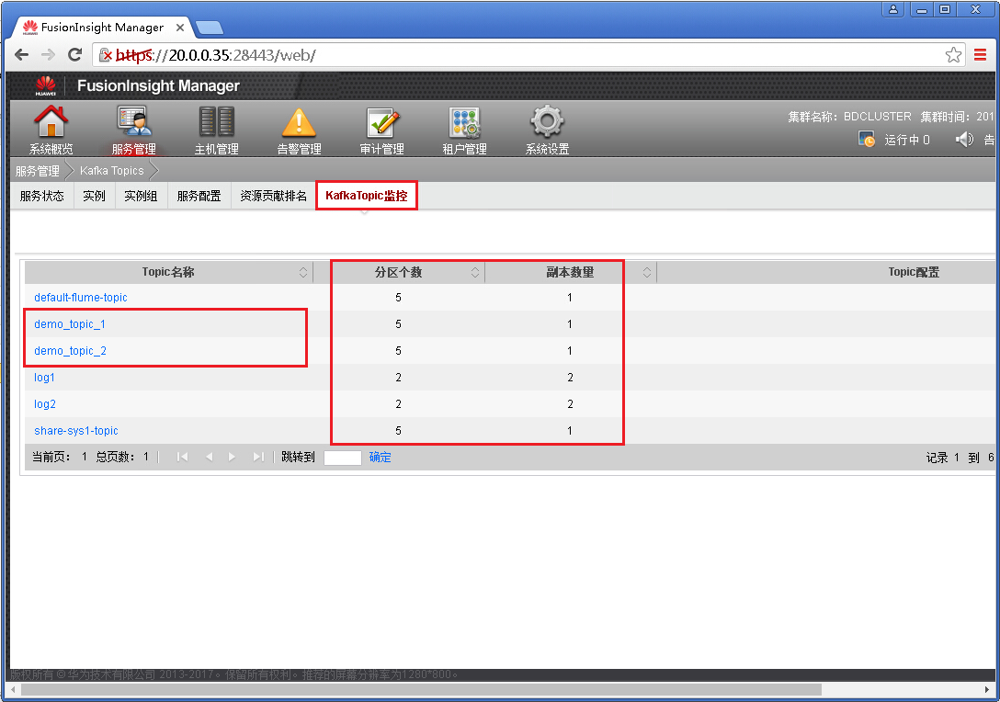 FusionInsight Manager
https://20.0.0.35:28443/web/
HUAWEI FusionInsight Manager
系统概览 服务管理 主机管理 告警管理 审计管理 租户管理 系统设置
集群名称：BDCLUSTER 集群时间：201
运行中 0 告
服务管理 Kafka Topics
服务状态 实例 实例组 服务配置 资源贡献排名 KafkaTopic监控
Topic名称 分区个数 副本数量 Topic配置
default-flume-topic 5 1
demo_topic_1 5 1
demo_topic_2 5 1
log1 2 2
log2 2 2
share-sys1-topic 5 1
当前页： 1 总页数： 1 跳转到 确定 记录 1 到 6
版权所有 © 华为技术有限公司 2013-2017。保留所有权利。推荐的屏幕分辨率为1280*800。